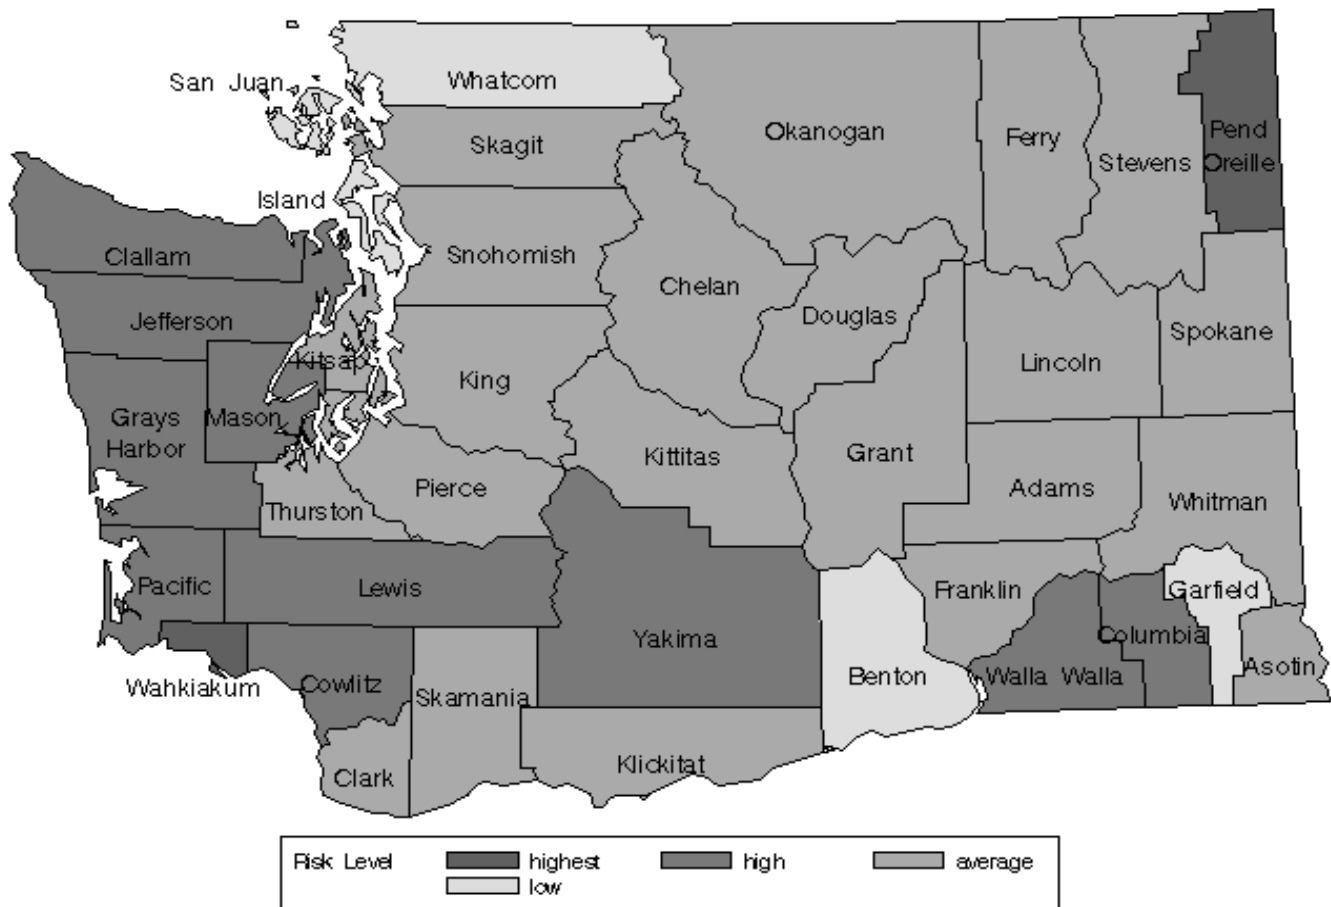 Whatcom
San Juan
Skagit
Okanogan
Ferry
Stevens
Pend
Oreille
Island
Clallam
Snohomish
Chelan
Jefferson
Douglas
Spokane
Kitsap
King
Lincoln
Grays
Harbor
Mason
Kittitas
Grant
Pierce
Adams
Whitman
Thurston
Pacific
Lewis
Franklin
Garfield
Yakima
Columbia
Wahkiakum
Cowlitz
Skamania
Benton
Walla Walla
Asotin
Clark
Klickitat
Risk Level highest high average
low